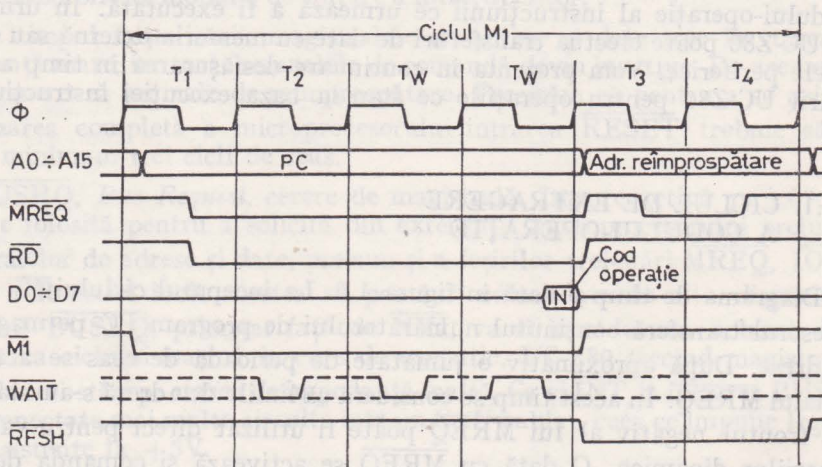 Ciclul M1
T1 T2 TW TW T3 T4
Φ
A0÷A15 PC Adr. reîmprospătare
MREQ
RD
Cod operație
D0÷D7 IN
M1
WAIT
RFSH